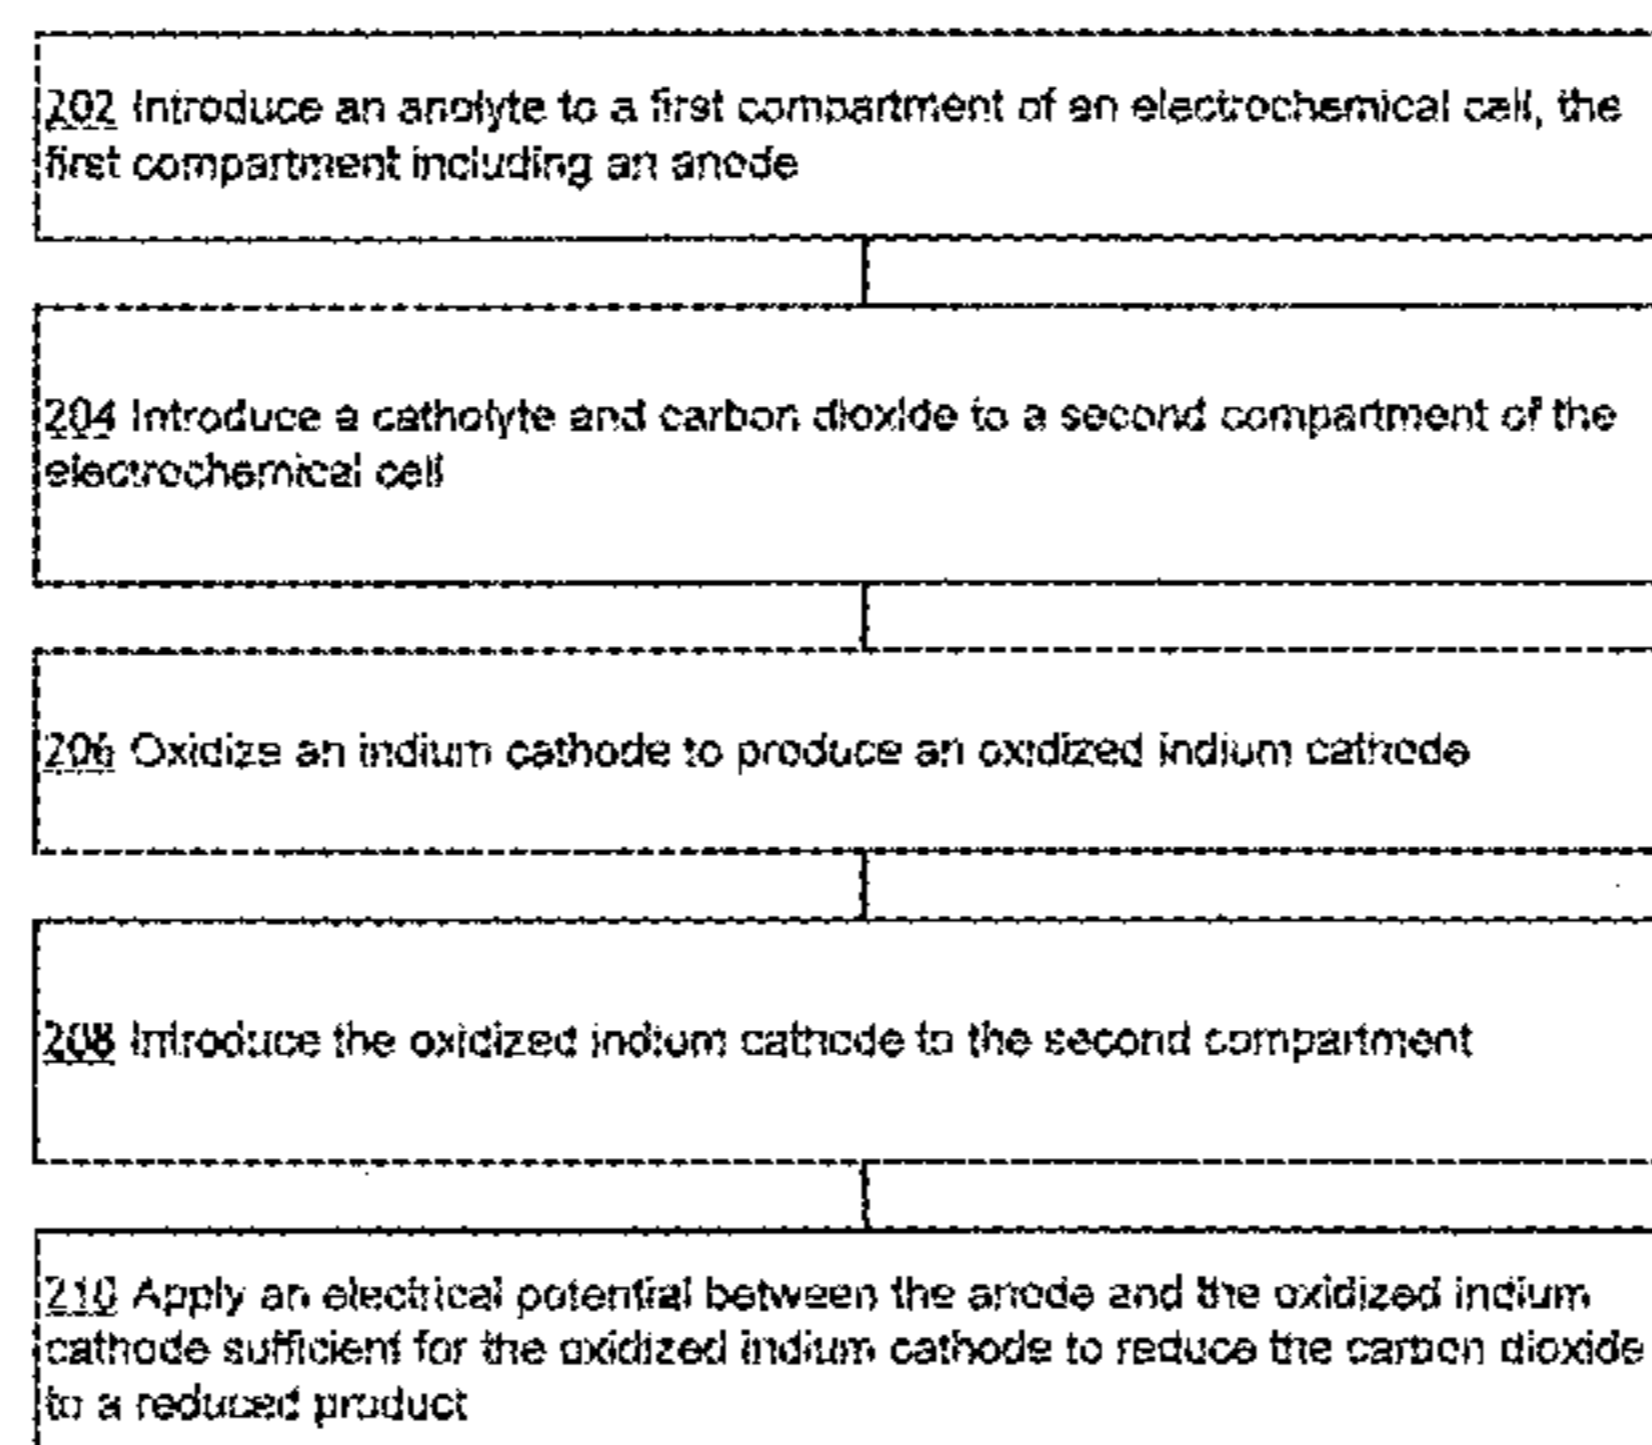 202 Introduce an anolyte to a first compartment of an electrochemical cell, the
first compartment including an anode
204 Introduce a catholyte and carbon dioxide to a second compartment of the
electrochemical cell
206 Oxidize an indium cathode to produce an oxidized indium cathode
208 Introduce the oxidized indium cathode to the second compartment
210 Apply an electrical potential between the anode and the oxidized indium
cathode sufficient for the oxidized indium cathode to reduce the carbon dioxide
to a reduced product